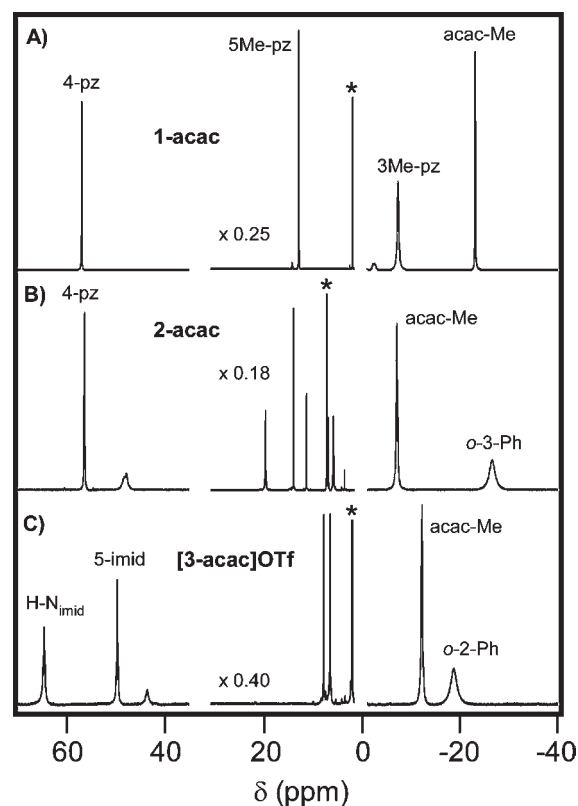 A)
4-pz
5Me-pz
*
acac-Me
1-acac
3Me-pz
x 0.25
B)
4-pz
2-acac
*
acac-Me
x 0.18
o-3-Ph
C)
[3-acac]OTf
*
acac-Me
5-imid
H-Nimid
o-2-Ph
x 0.40
60 40 20 0 -20 -40
δ (ppm)